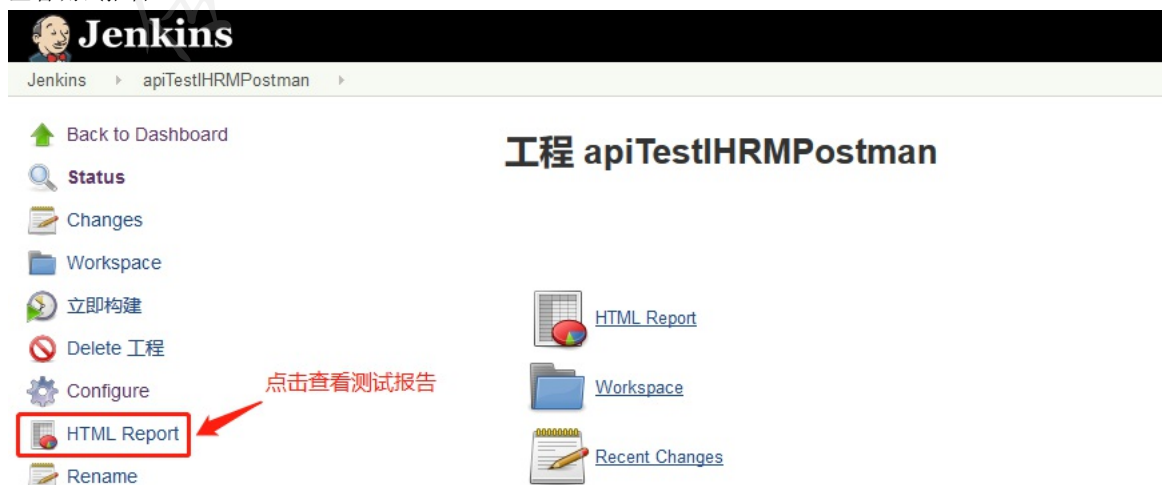 Jenkins
Jenkins apiTestIHRMPostman
Back to Dashboard
Status
Changes
Workspace
立即构建
Delete 工程
Configure
HTML Report
Rename
点击查看测试报告
工程 apiTestIHRMPostman
HTML Report
Workspace
Recent Changes